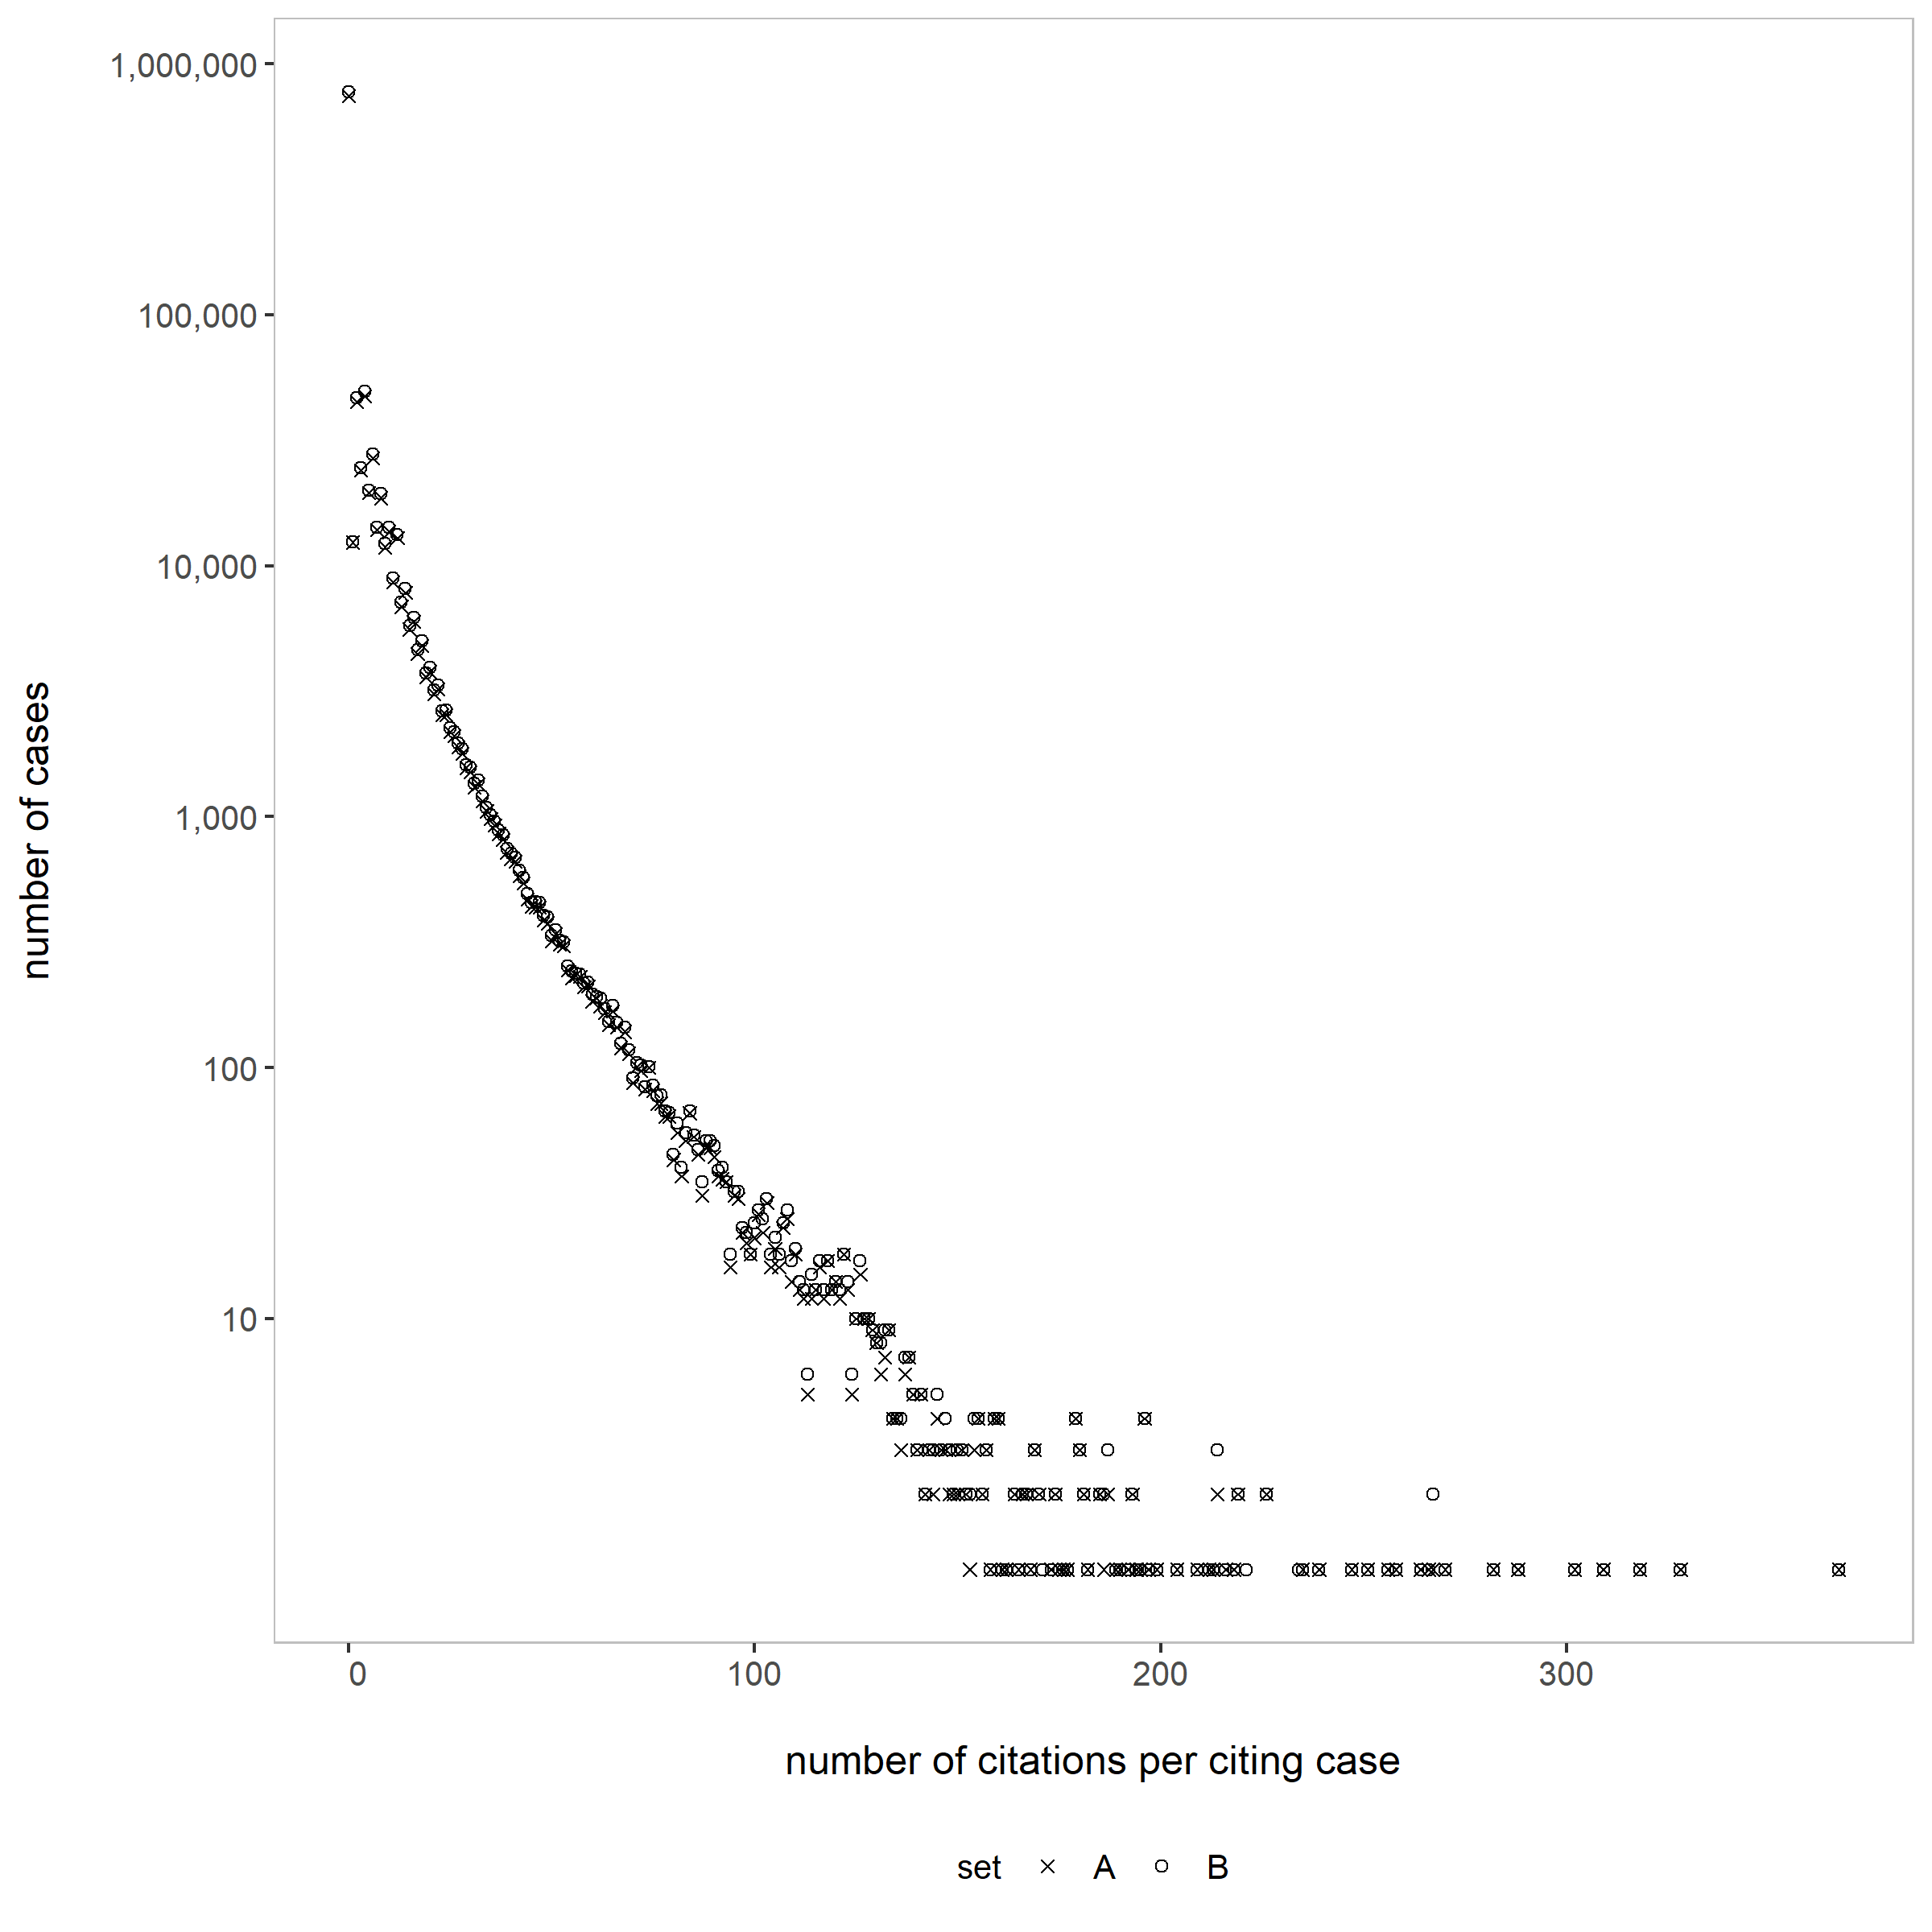 1,000,000
100,000
10,000
1,000
100
10
number of cases
0 100 200 300
number of citations per citing case
set A B